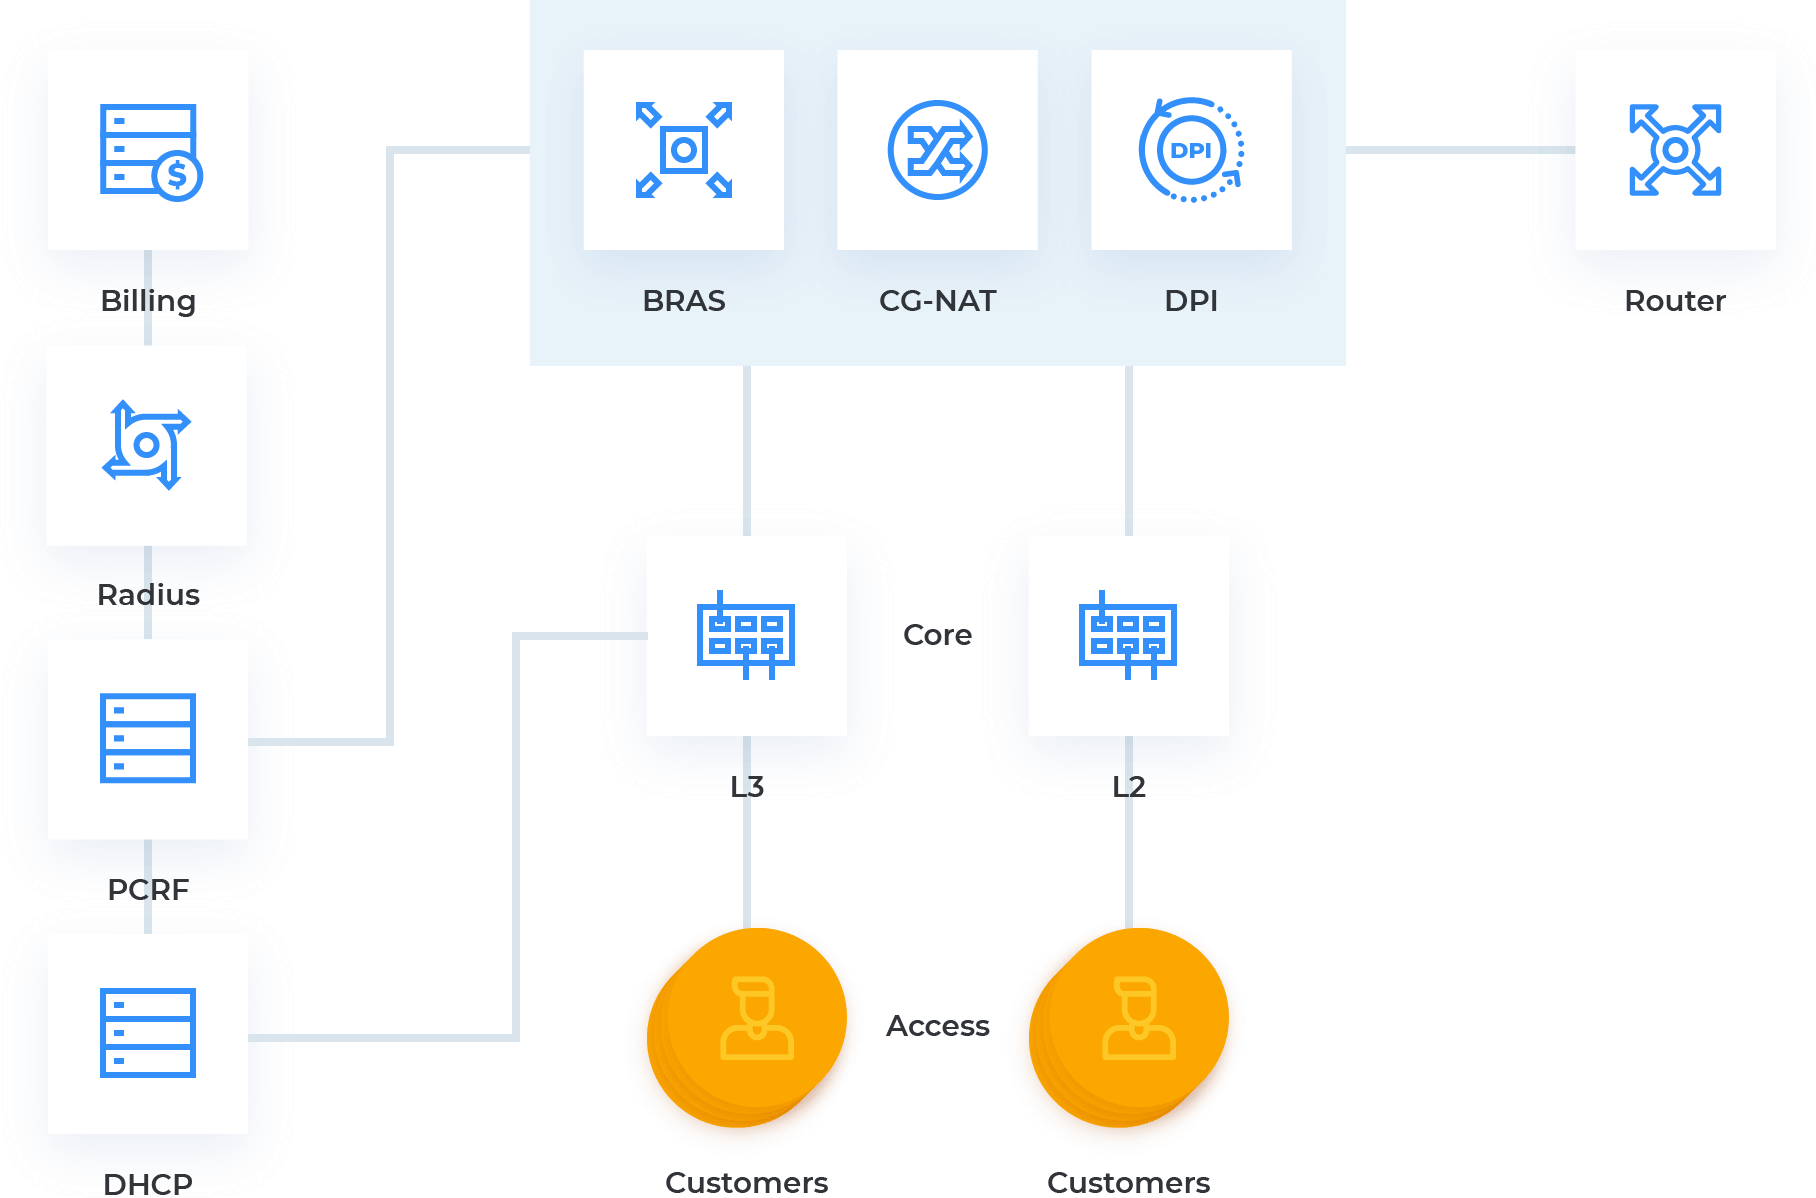 $
DPI
Billing
BRAS
CG-NAT
DPI
Router
Radius
Core
L3
L2
PCRF
Access
DHCP
Customers
Customers